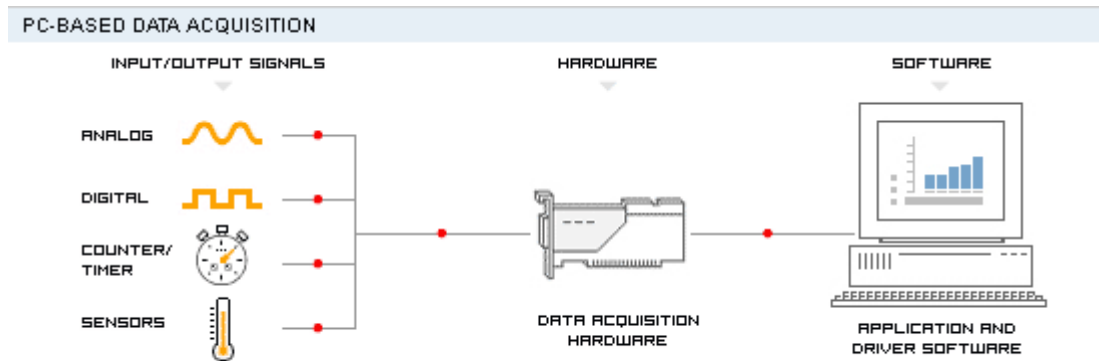 PC-BASED DATA ACQUISITION
INPUT/OUTPUT SIGNALS
HARDWARE
SOFTWARE
ANALOG
DIGITAL
COUNTER/
TIMER
SENSORS
DATA ACQUISITION
HARDWARE
APPLICATION AND
DRIVER SOFTWARE